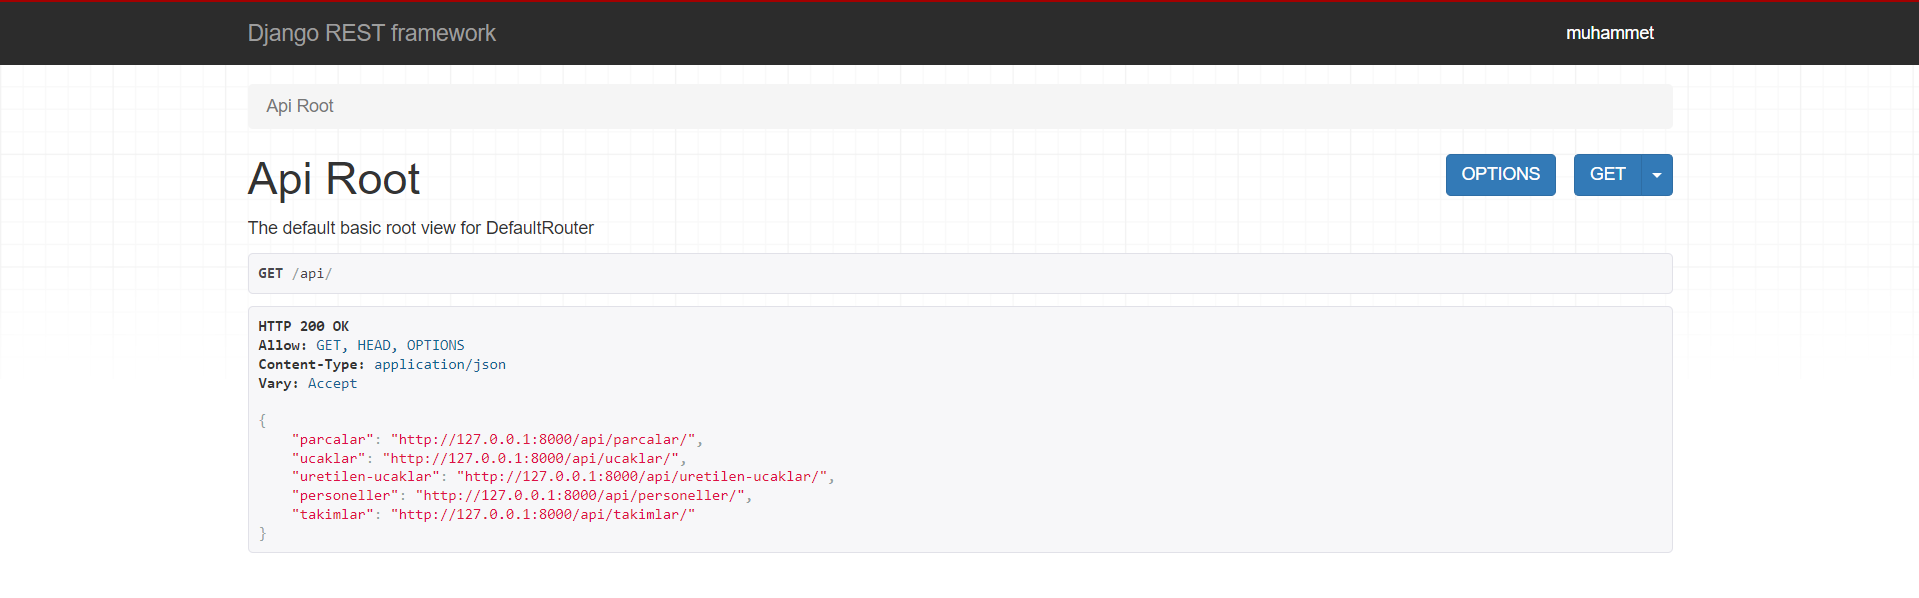 Django REST framework
muhammet
Api Root
Api Root
OPTIONS
GET
The default basic root view for DefaultRouter
GET /api/
HTTP 200 OK
Allow: GET, HEAD, OPTIONS
Content-Type: application/json
Vary: Accept
{
    "parcalar": "http://127.0.0.1:8000/api/parcalar/",
    "ucaklar": "http://127.0.0.1:8000/api/ucaklar/",
    "uretilen-ucaklar": "http://127.0.0.1:8000/api/uretilen-ucaklar/",
    "personeller": "http://127.0.0.1:8000/api/personeller/",
    "takimlar": "http://127.0.0.1:8000/api/takimlar/"
}